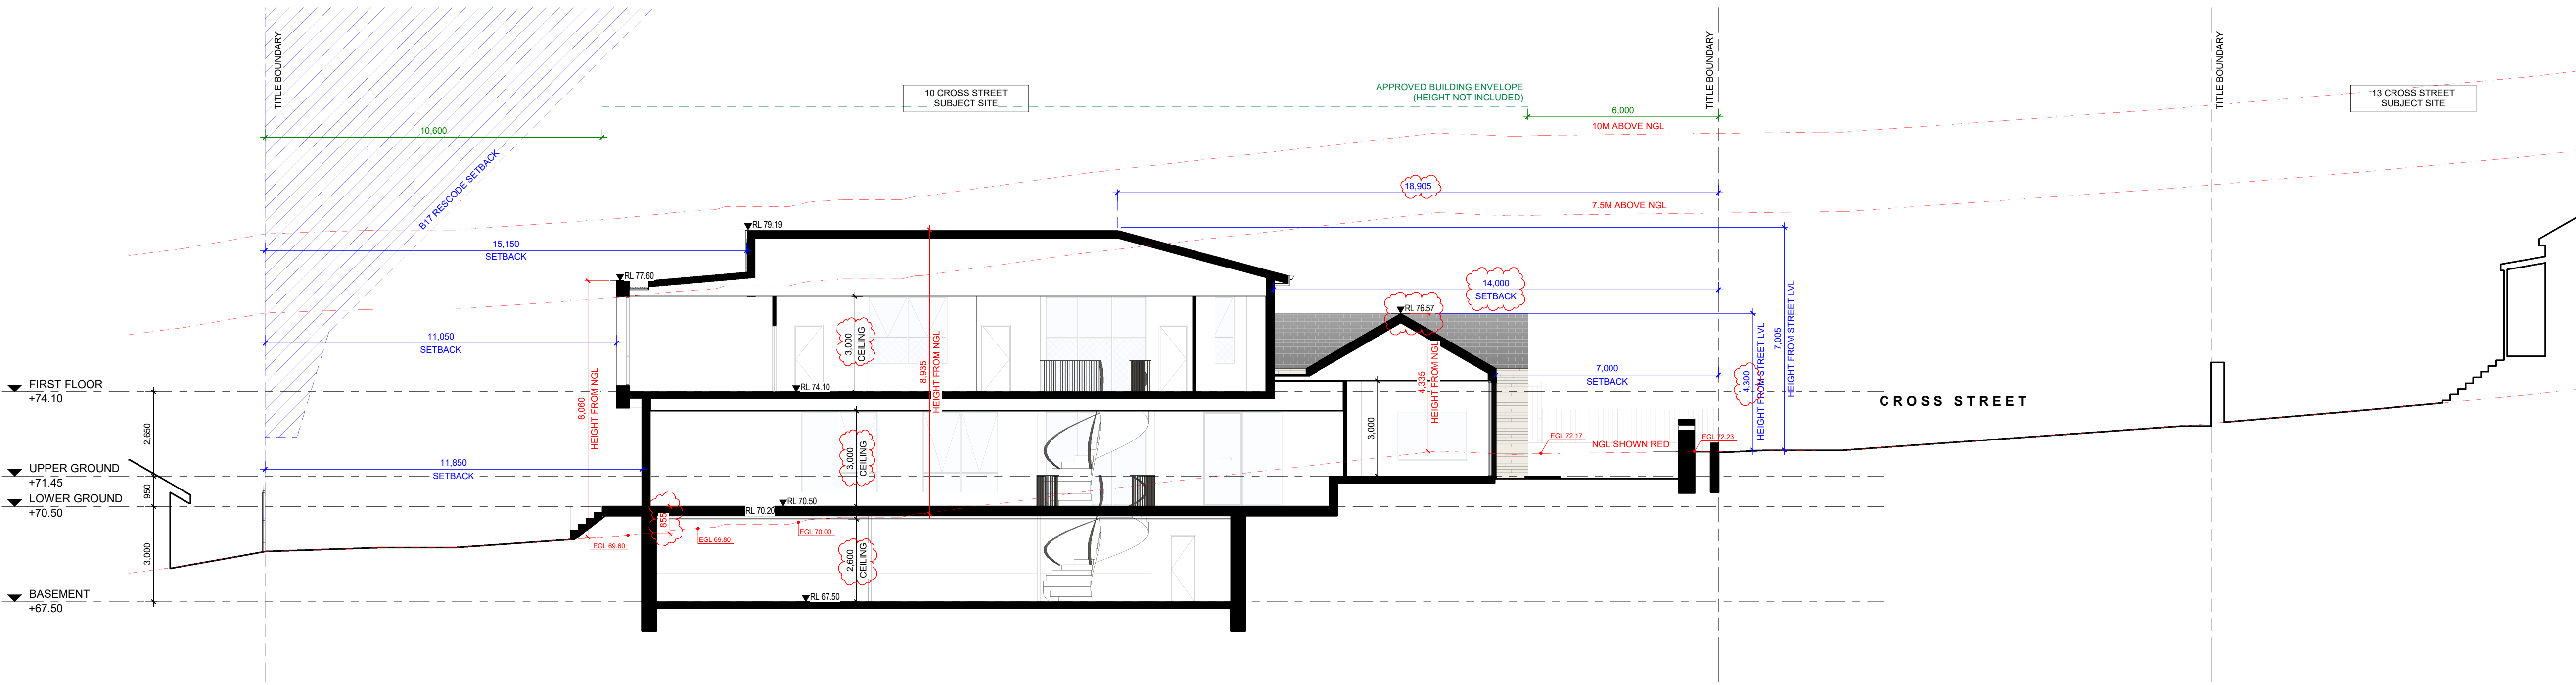 TITLE BOUNDARY
10,600
B17 RESCODE SETBACK
10 CROSS STREET
SUBJECT SITE
APPROVED BUILDING ENVELOPE
(HEIGHT NOT INCLUDED)
6,000
10M ABOVE NGL
TITLE BOUNDARY
TITLE BOUNDARY
13 CROSS STREET
SUBJECT SITE
18,905
7.5M ABOVE NGL
RL 79.19
15,150
SETBACK
RL 77.60
14,000
SETBACK
RL 76.57
11,050
SETBACK
3,000
CEILING
8,935
HEIGHT FROM NGL
4,335
HEIGHT FROM NGL
7,000
SETBACK
4,300
HEIGHT FROM STREET LVL
7,005
HEIGHT FROM STREET LVL
8,060
HEIGHT FROM NGL
FIRST FLOOR
+74.10
RL 74.10
CROSS STREET
2,650
3,000
CEILING
3,000
EGL 72.17
NGL SHOWN RED
EGL 72.23
11,850
SETBACK
UPPER GROUND
+71.45
950
LOWER GROUND
+70.50
RL 70.50
RL 70.20
EGL 69.60
EGL 69.80
EGL 70.00
3,000
2,600
CEILING
BASEMENT
+67.50
RL 67.50